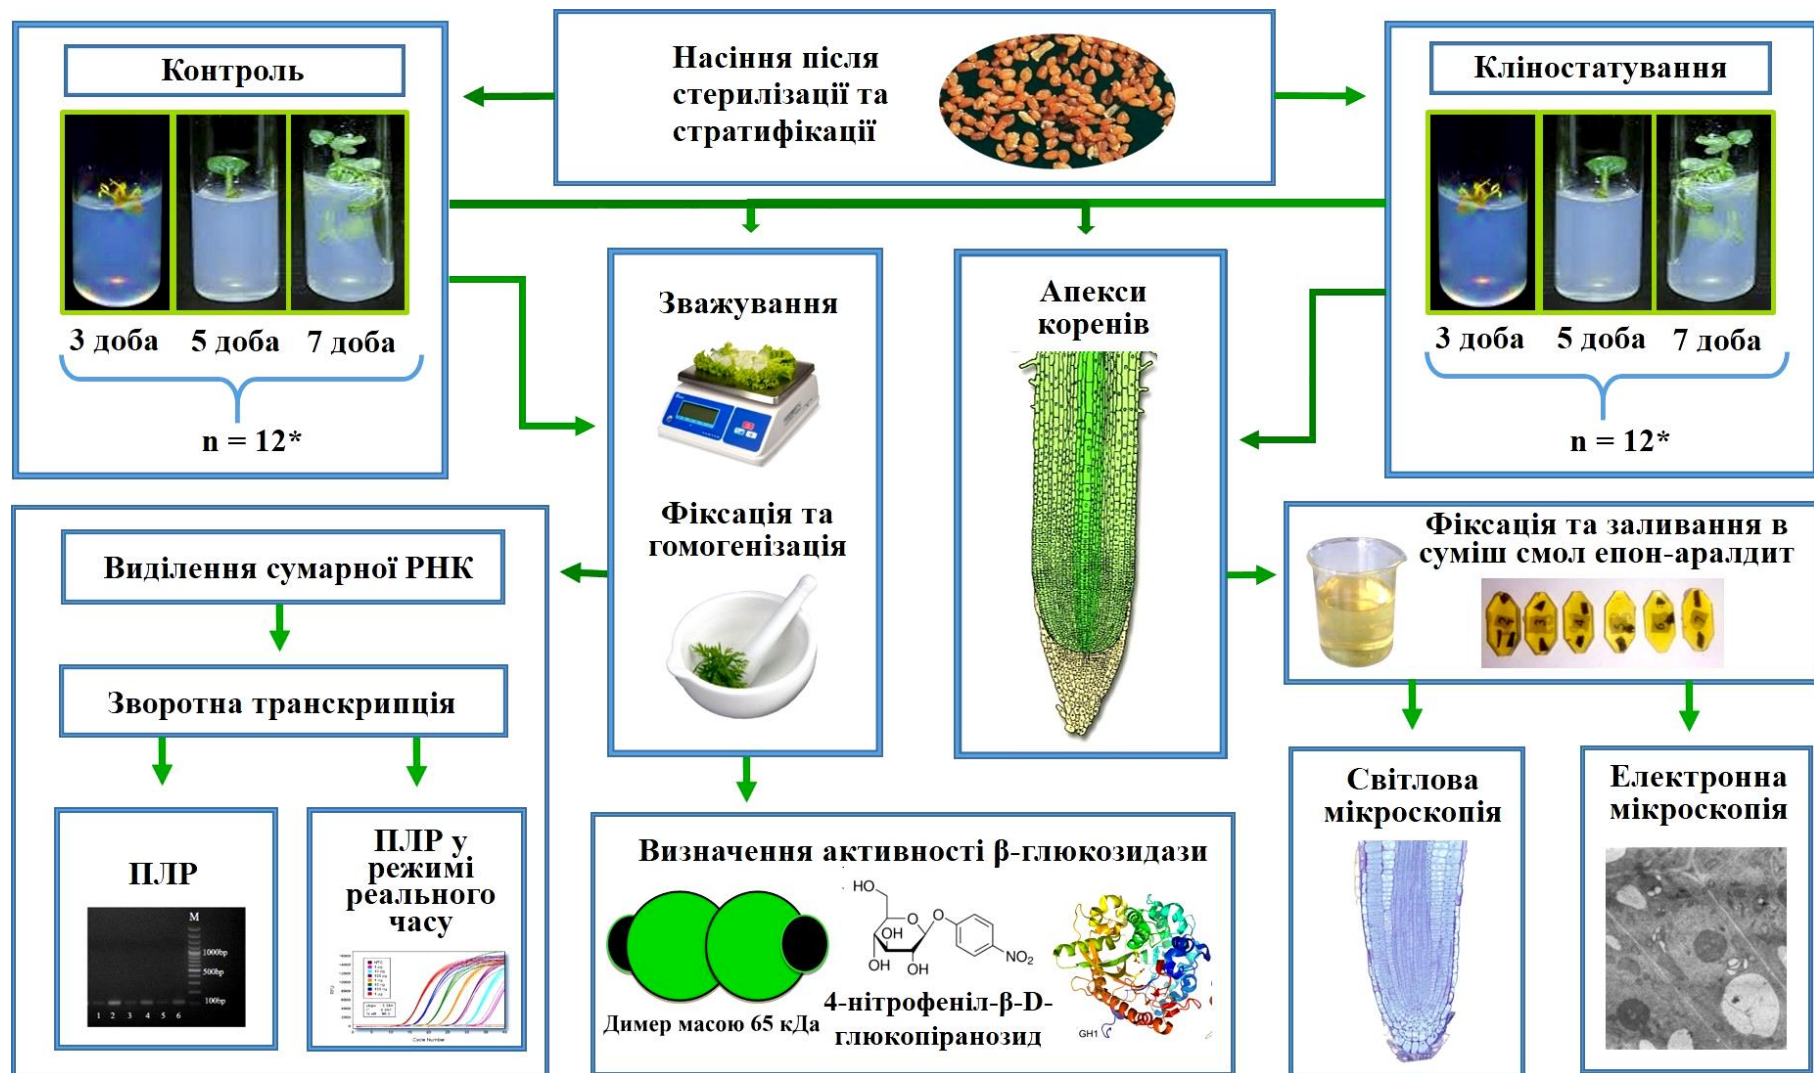 Контроль
3 доба
5 доба
7 доба
n = 12*
Насіння після
стерилізації та
стратифікації
Кліностатування
3 доба
5 доба
7 доба
n = 12*
Зважування
Фіксація та
гомогенізація
Апекси
коренів
Фіксація та заливання в
суміш смол епон-аралдит
Виділення сумарної РНК
Зворотна транскрипція
ПЛР
M
1000bp
500bp
100bp
1 2 3 4 5 6
ПЛР у
режимі
реального
часу
Cycle Number
Визначення активності β-глюкозидази
Димер масою 65 кДа
HO
O
O
OH
OH
OH
NO2
4-нітрофеніл-β-D-
глюкопіранозид
GH1
Світлова
мікроскопія
Електронна
мікроскопія